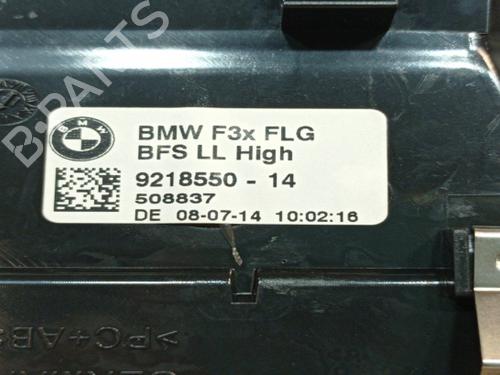 B-PARTS
BMW
BMW F3x FLG
BFS LL High
9218550 - 14
508837
DE 08-07-14 10:02:16
>PC+ABS